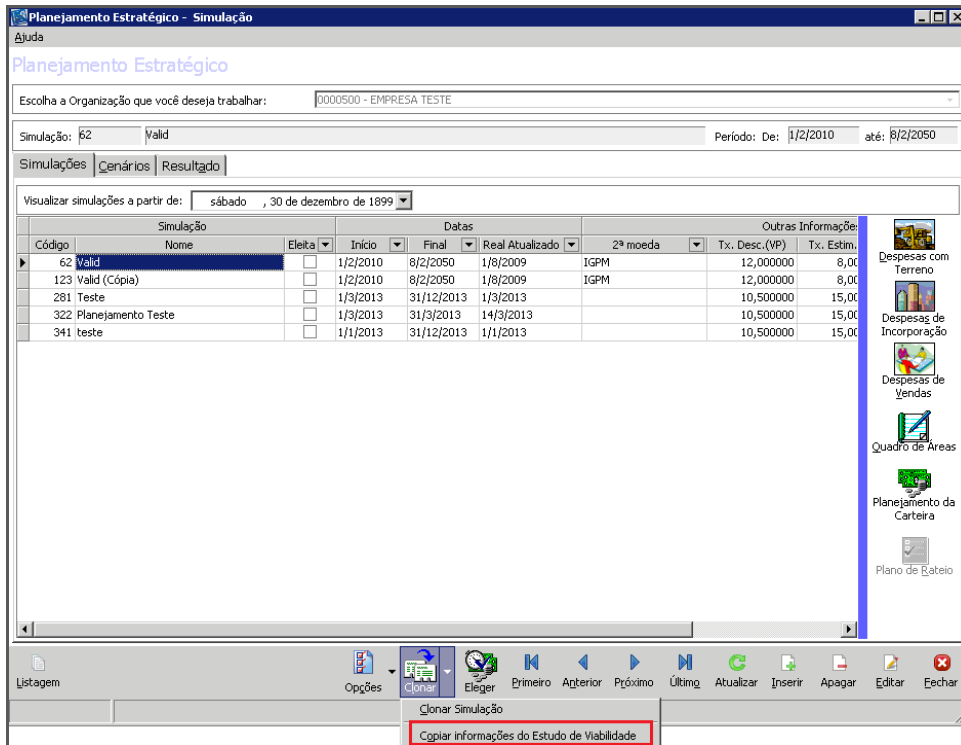 Planejamento Estratégico - Simulação
Ajuda
Planejamento Estratégico
Escolha a Organização que você deseja trabalhar: 0000500 - EMPRESA TESTE
Simulação: 62 Valid Período: De: 1/2/2010 até: 8/2/2050
Simulações Cenários Resultado
Visualizar simulações a partir de: sábado , 30 de dezembro de 1899
Simulação Datas Outras Informaçõe
Código Nome Eleita Início Final Real Atualizado 2ª moeda Tx. Desc.(VP) Tx. Estim.
62 Valid 1/2/2010 8/2/2050 1/8/2009 IGPM 12,000000 8,00
123 Valid (Cópia) 1/2/2010 8/2/2050 1/8/2009 IGPM 12,000000 8,00
281 Teste 1/3/2013 31/12/2013 1/3/2013 10,500000 15,00
322 Planejamento Teste 1/3/2013 31/3/2013 14/3/2013 10,500000 15,00
341 teste 1/1/2013 31/12/2013 1/1/2013 10,500000 15,00
Despesas com
Terreno
Despesas de
Incorporação
Despesas de
Vendas
Quadro de Áreas
Planejamento da
Carteira
Plano de Rateio
Listagem Opções Clonar Eleger Primeiro Anterior Próximo Último Atualizar Inserir Apagar Editar Fechar
Clonar Simulação
Copiar informações do Estudo de Viabilidade